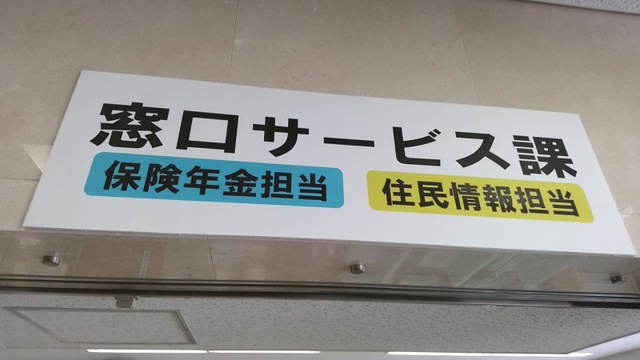 窓口サービス課
保険年金担当
住民情報担当